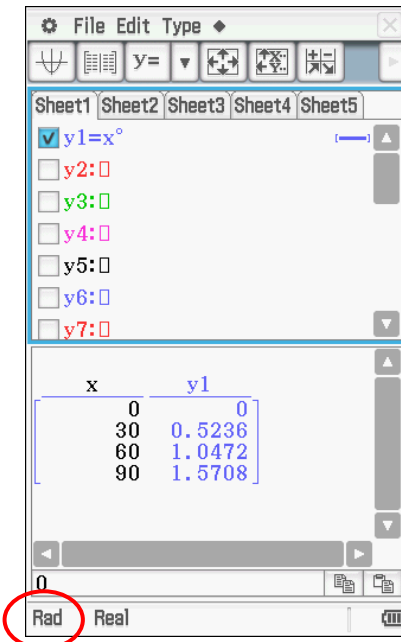 File Edit Type ◆
y=
Sheet1 Sheet2 Sheet3 Sheet4 Sheet5
y1=x°
y2:□
y3:□
y4:□
y5:□
y6:□
y7:□
x y1
0 0
30 0.5236
60 1.0472
90 1.5708
0
Rad Real